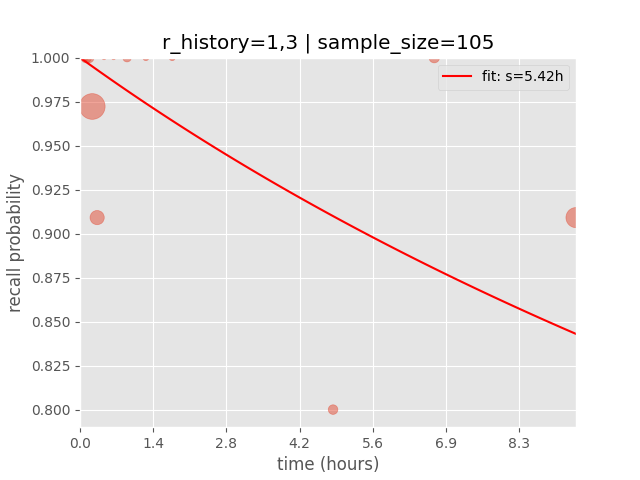 r_history=1,3 | sample_size=105
fit: s=5.42h
recall probability
1.000
0.975
0.950
0.925
0.900
0.875
0.850
0.825
0.800
0.0 1.4 2.8 4.2 5.6 6.9 8.3
time (hours)